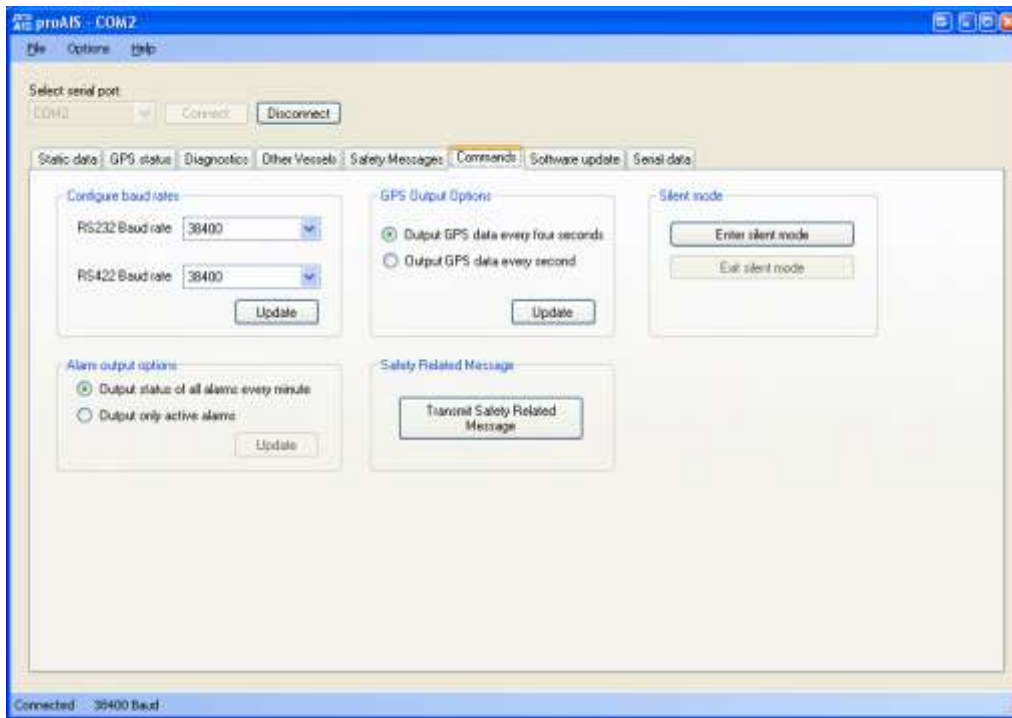 proAIS - COM2
File Options Help
Select serial port
COM2 Connect Disconnect
Static data GPS status Diagnostics Other Vessels Safety Messages Commands Software update Serial data
Configure baud rates
RS232 Baud rate 38400
RS422 Baud rate 38400
Update
GPS Output Options
Output GPS data every four seconds
Output GPS data every second
Update
Silent mode
Enter silent mode
Exit silent mode
Alarm output options
Output status of all alarms every minute
Output only active alarms
Update
Safety Related Message
Transmit Safety Related
Message
Connected 38400 Baud